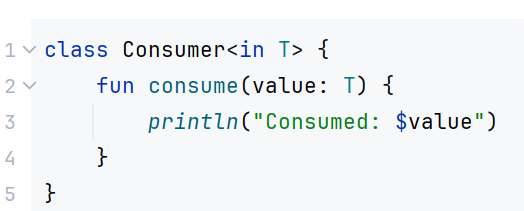 1 class Consumer<in T> {
2     fun consume(value: T) {
3         println("Consumed: $value")
4     }
5 }